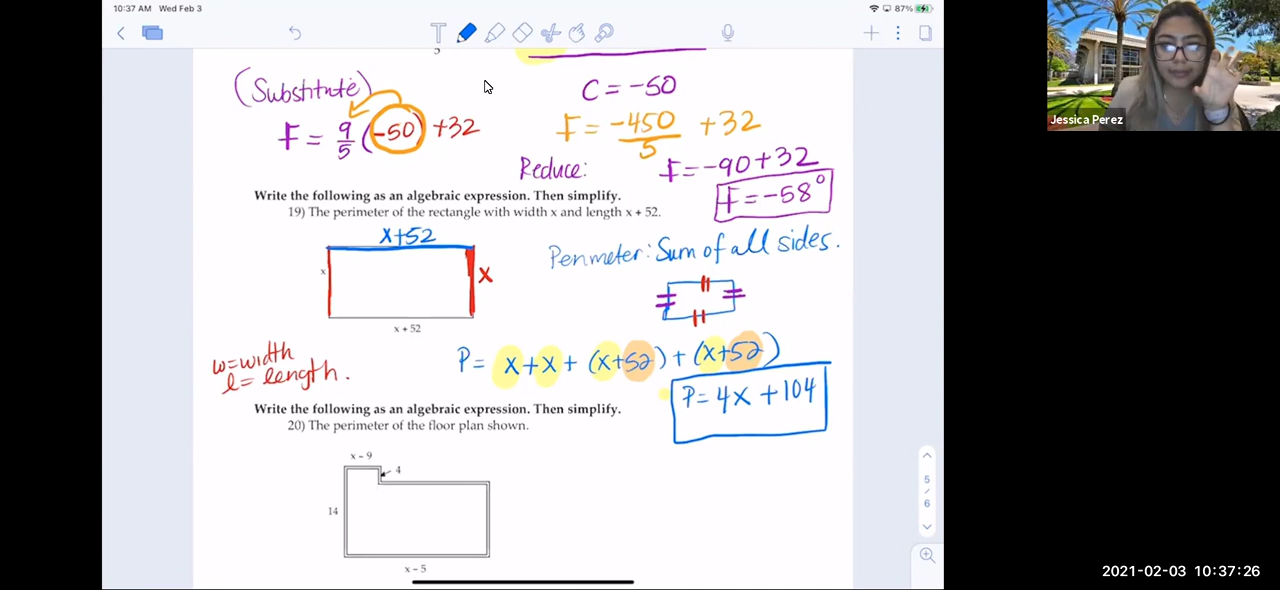 10:37 AM Wed Feb 3
87%
T
(Substitute)
C = -50
F = 9/5 (-50) +32
F = -450/5 +32
Reduce:
F = -90+32
F = -58°
Write the following as an algebraic expression. Then simplify.
19) The perimeter of the rectangle with width x and length x + 52.
x+52
Perimeter: Sum of all sides.
x
x
x + 52
w=width
l = length.
P = x + x + (x+52) + (x+52)
P = 4x + 104
Write the following as an algebraic expression. Then simplify.
20) The perimeter of the floor plan shown.
x - 9
4
14
x - 5
5
/
6
Jessica Perez
2021-02-03 10:37:26